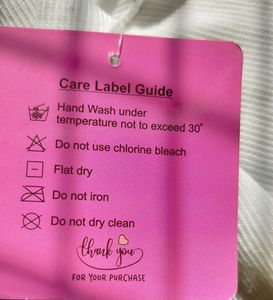 Care Label Guide
Hand Wash under
temperature not to exceed 30°
Do not use chlorine bleach
Flat dry
Do not iron
Do not dry clean
thank you
FOR YOUR PURCHASE